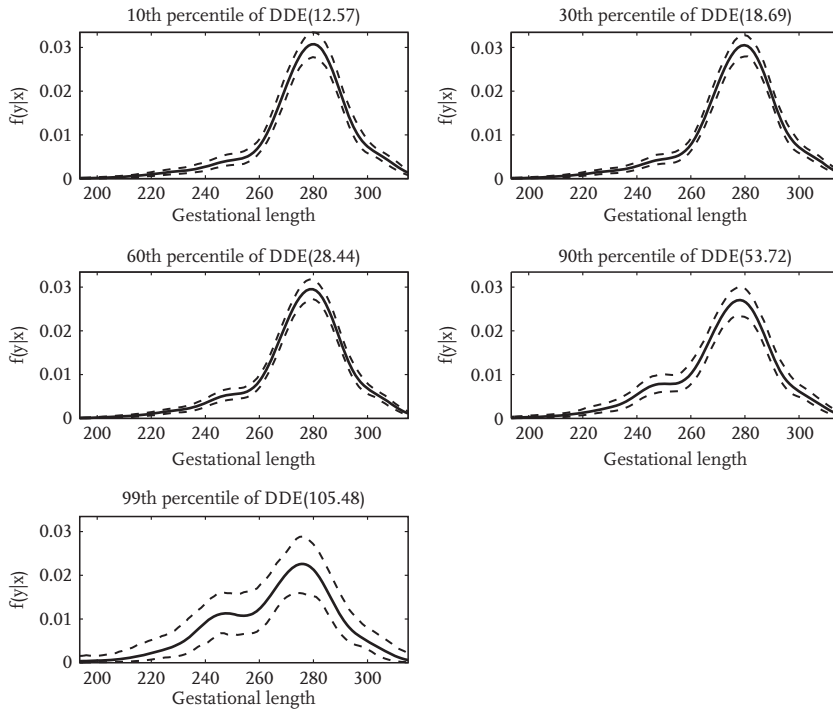 10th percentile of DDE(12.57)
f(y|x)
0.03
0.02
0.01
0
200 220 240 260 280 300
Gestational length
30th percentile of DDE(18.69)
f(y|x)
0.03
0.02
0.01
0
200 220 240 260 280 300
Gestational length
60th percentile of DDE(28.44)
f(y|x)
0.03
0.02
0.01
0
200 220 240 260 280 300
Gestational length
90th percentile of DDE(53.72)
f(y|x)
0.03
0.02
0.01
0
200 220 240 260 280 300
Gestational length
99th percentile of DDE(105.48)
f(y|x)
0.03
0.02
0.01
0
200 220 240 260 280 300
Gestational length